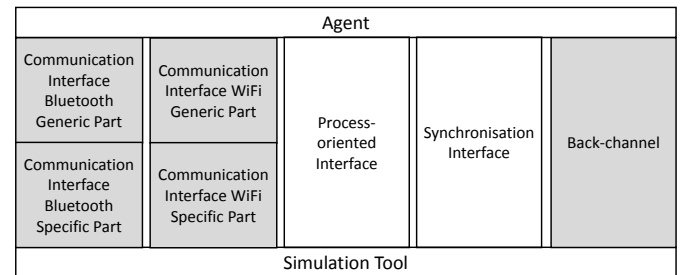 Agent
Communication
Interface
Bluetooth
Generic Part
Communication
Interface WiFi
Generic Part
Process-
oriented
Interface
Synchronisation
Interface
Back-channel
Communication
Interface
Bluetooth
Specific Part
Communication
Interface WiFi
Specific Part
Simulation Tool